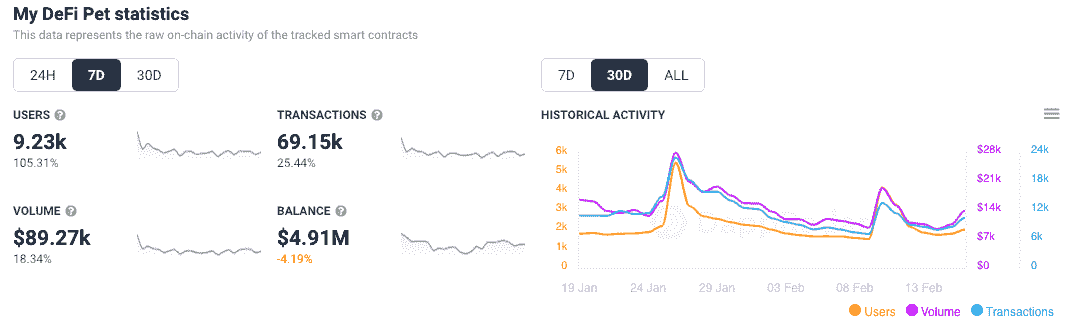 My DeFi Pet statistics
This data represents the raw on-chain activity of the tracked smart contracts
24H 7D 30D
7D 30D ALL
USERS ?
9.23k
105.31%
TRANSACTIONS ?
69.15k
25.44%
VOLUME ?
$89.27k
18.34%
BALANCE ?
$4.91M
-4.19%
HISTORICAL ACTIVITY
6k $28k 24k
5k
4k $21k 18k
3k $14k 12k
2k
1k $7k 6k
0 $0 0
19 Jan 24 Jan 29 Jan 03 Feb 08 Feb 13 Feb
Users Volume Transactions